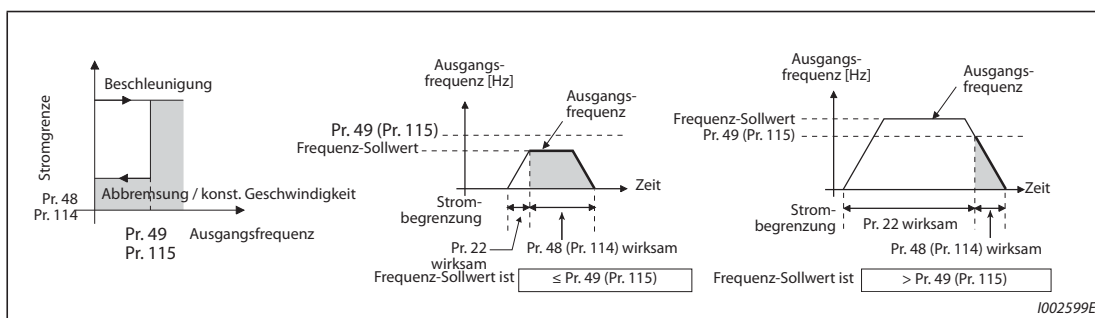 Stromgrenze
Beschleunigung
Abbremsung / konst. Geschwindigkeit
Pr. 48
Pr. 114
Pr. 49
Pr. 115
Ausgangsfrequenz
Ausgangs-
frequenz [Hz]
Ausgangs-
frequenz
Pr. 49 (Pr. 115)
Frequenz-Sollwert
Zeit
Strom-
begrenzung
Pr. 22
wirksam
Pr. 48 (Pr. 114) wirksam
Frequenz-Sollwert ist
≤ Pr. 49 (Pr. 115)
Ausgangs-
frequenz [Hz]
Ausgangs-
frequenz
Frequenz-Sollwert
Pr. 49 (Pr. 115)
Zeit
Strom-
begrenzung
Pr. 22 wirksam
Pr. 48 (Pr. 114) wirksam
Frequenz-Sollwert ist
> Pr. 49 (Pr. 115)
I002599E